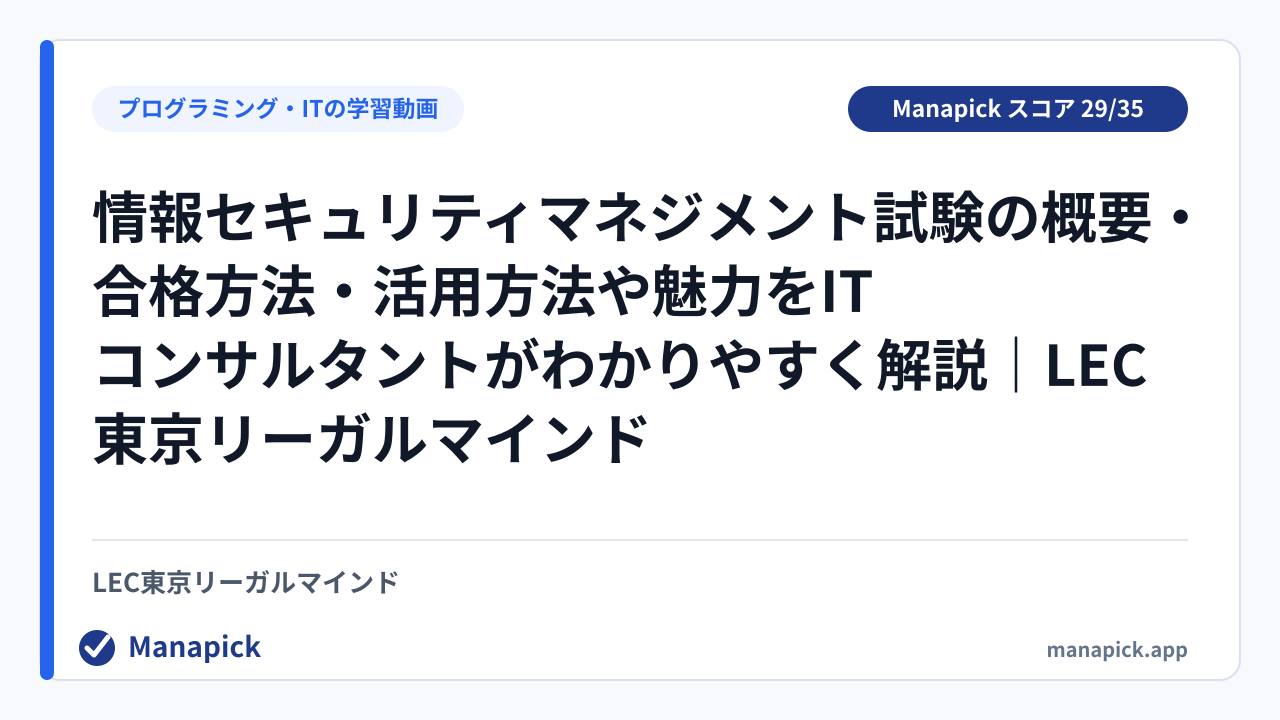 プログラミング・ITの学習動画
Manapick スコア 29/35
情報セキュリティマネジメント試験の概要・
合格方法・活用方法や魅力をIT
コンサルタントがわかりやすく解説｜LEC
東京リーガルマインド
LEC東京リーガルマインド
Manapick
manapick.app